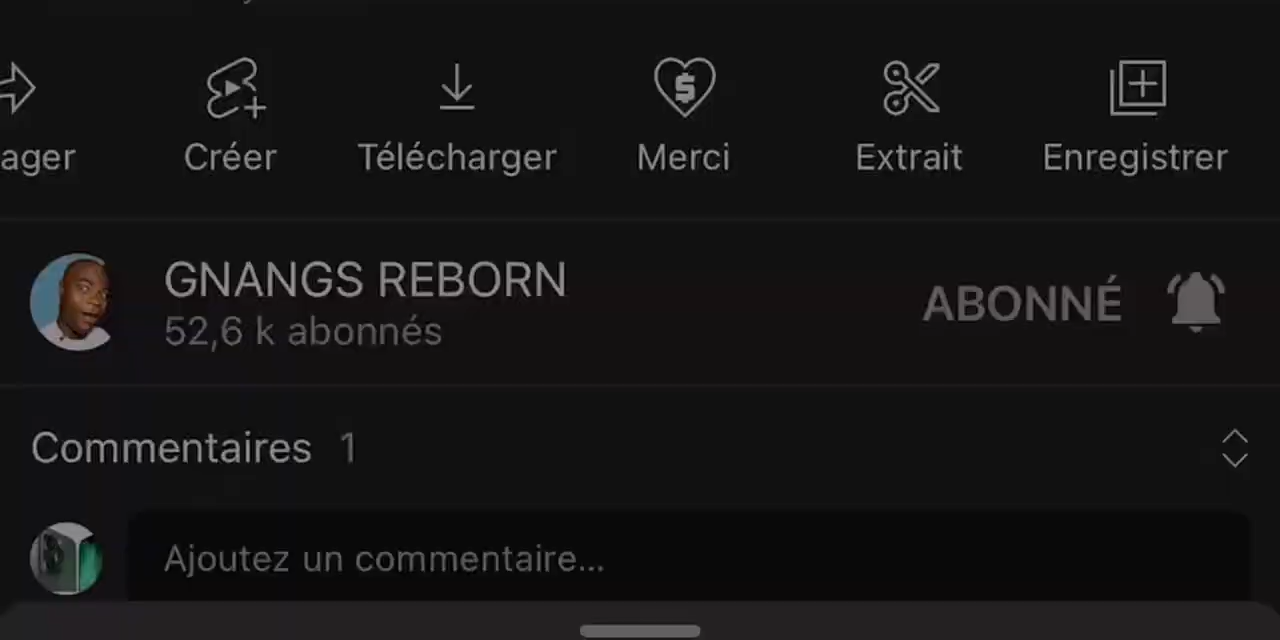 ager Créer Télécharger Merci Extrait Enregistrer
GNANGS REBORN
52,6 k abonnés
ABONNÉ
Commentaires 1
Ajoutez un commentaire...